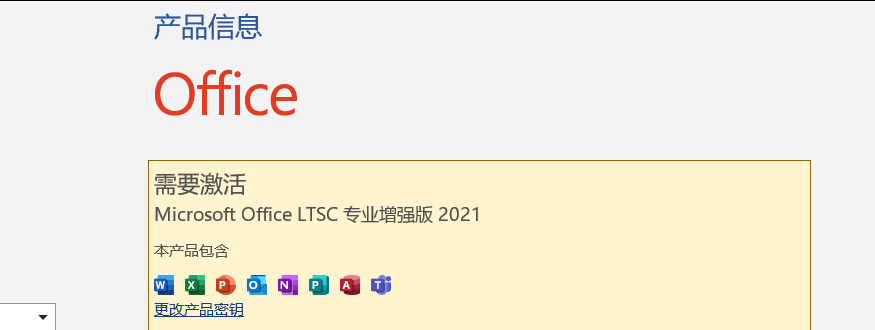 产品信息
Office
需要激活
Microsoft Office LTSC 专业增强版 2021
本产品包含
W X P O N P A T
更改产品密钥